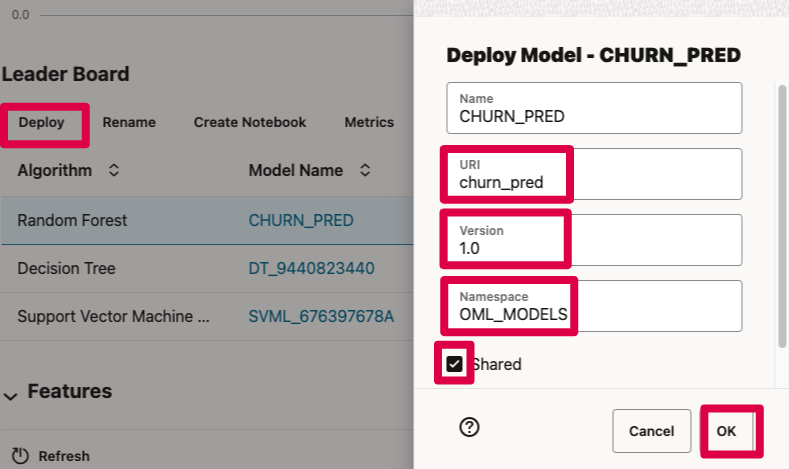 0.0
Leader Board
Deploy Rename Create Notebook Metrics
Algorithm Model Name
Random Forest CHURN_PRED
Decision Tree DT_9440823440
Support Vector Machine ... SVML_676397678A
Features
Refresh
Deploy Model - CHURN_PRED
Name
CHURN_PRED
URI
churn_pred
Version
1.0
Namespace
OML_MODELS
Shared
Cancel OK